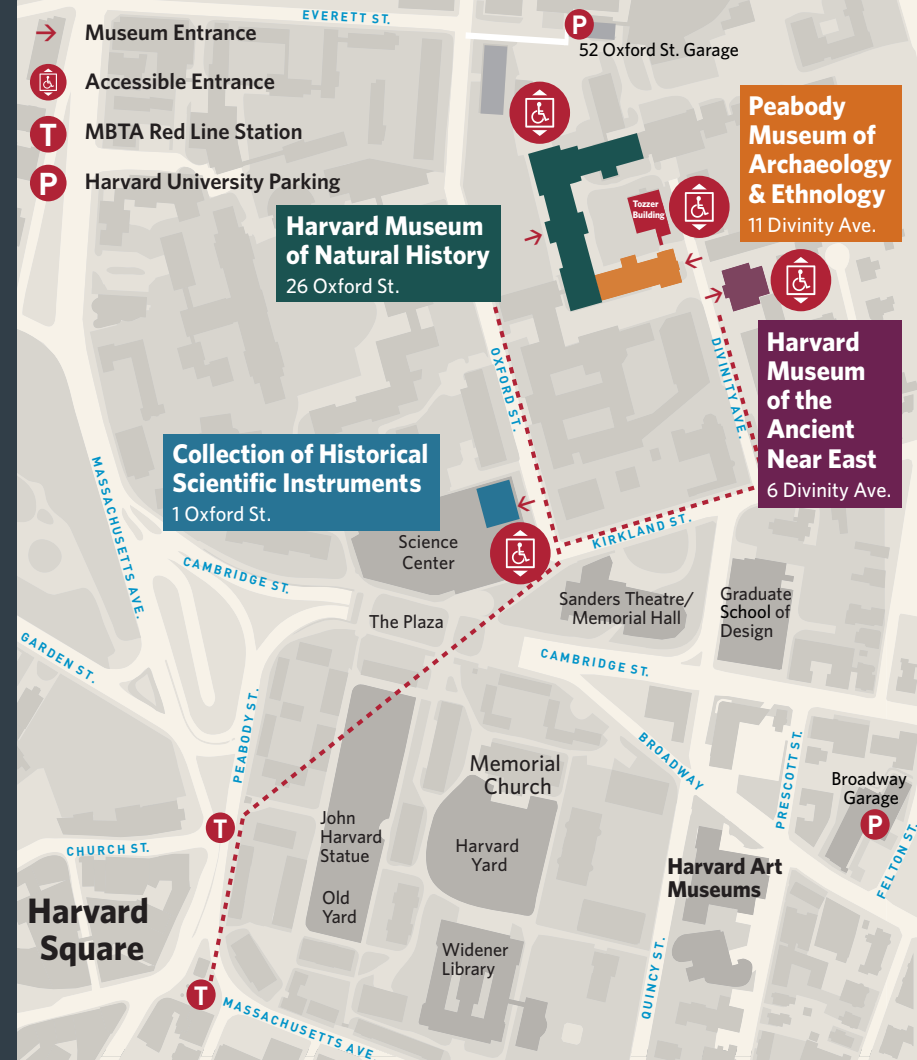 EVERETT ST.
Museum Entrance
Accessible Entrance
T
MBTA Red Line Station
P
Harvard University Parking
P
52 Oxford St. Garage
Peabody
Museum of
Archaeology
& Ethnology
11 Divinity Ave.
Tozzer
Building
Harvard Museum
of Natural History
26 Oxford St.
Harvard
Museum
of the
Ancient
Near East
6 Divinity Ave.
OXFORD ST.
DIVINITY AVE.
Collection of Historical
Scientific Instruments
1 Oxford St.
MASSACHUSETTS AVE.
Science
Center
KIRKLAND ST.
CAMBRIDGE ST.
The Plaza
Sanders Theatre/
Memorial Hall
Graduate
School of
Design
GARDEN ST.
CAMBRIDGE ST.
PEABODY ST.
BROADWAY
PRESCOTT ST.
Memorial
Church
Broadway
Garage
P
T
John
Harvard
Statue
Harvard
Yard
CHURCH ST.
FELTON ST.
Harvard Art
Museums
Old
Yard
Harvard
Square
Widener
Library
QUINCY ST.
T
MASSACHUSETTS AVE